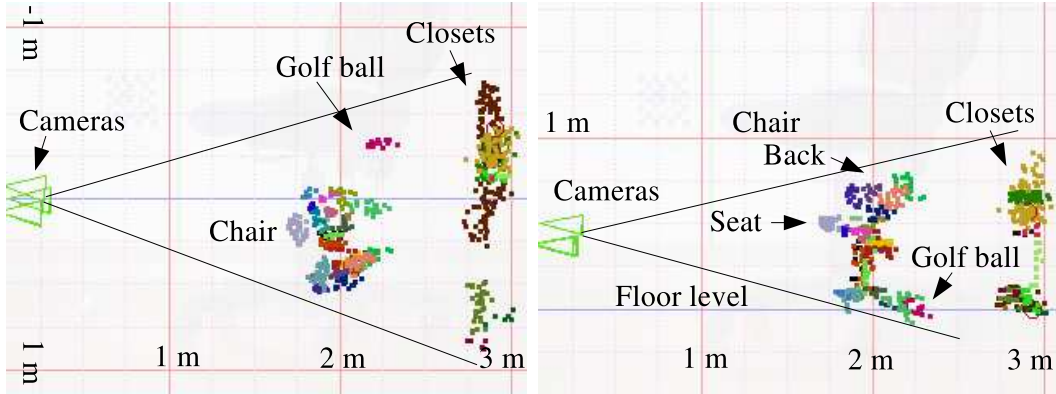 -1 m
Closets
Golf ball
Cameras
Chair
1 m
1 m
2 m
3 m
1 m
Chair
Closets
Back
Cameras
Seat
Golf ball
Floor level
1 m
2 m
3 m